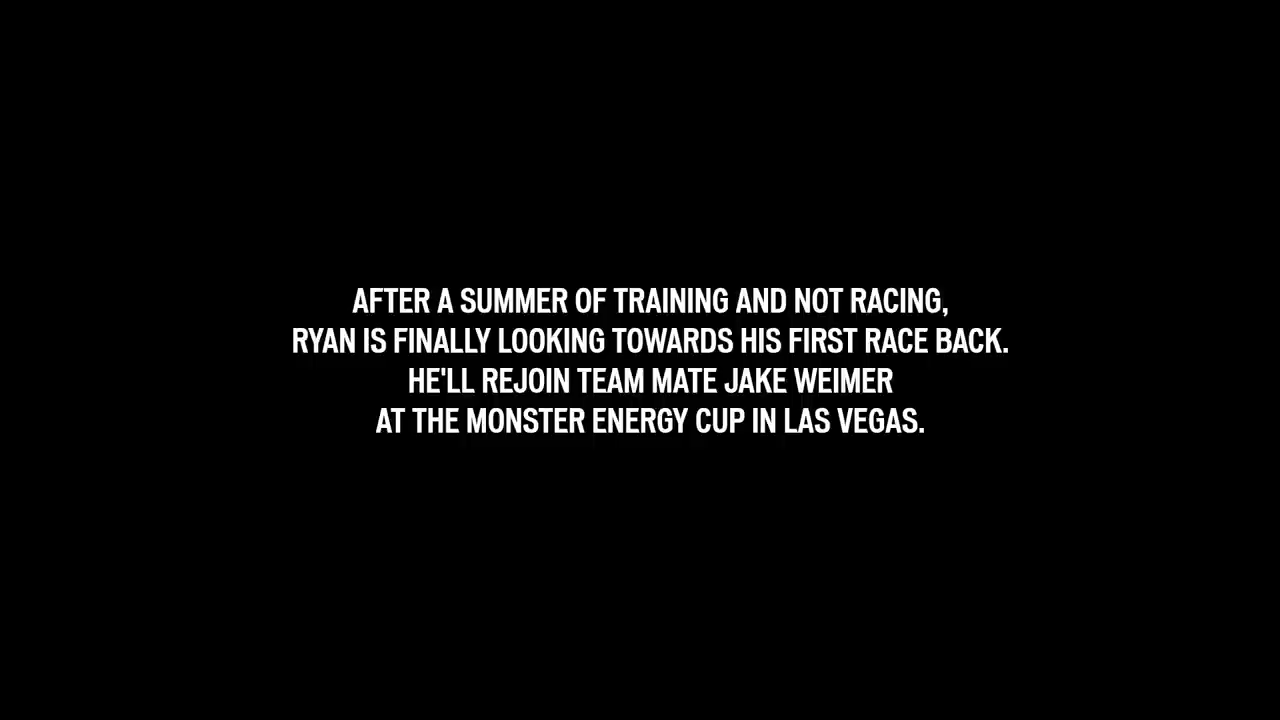 AFTER A SUMMER OF TRAINING AND NOT RACING,
RYAN IS FINALLY LOOKING TOWARDS HIS FIRST RACE BACK.
HE'LL REJOIN TEAM MATE JAKE WEIMER
AT THE MONSTER ENERGY CUP IN LAS VEGAS.